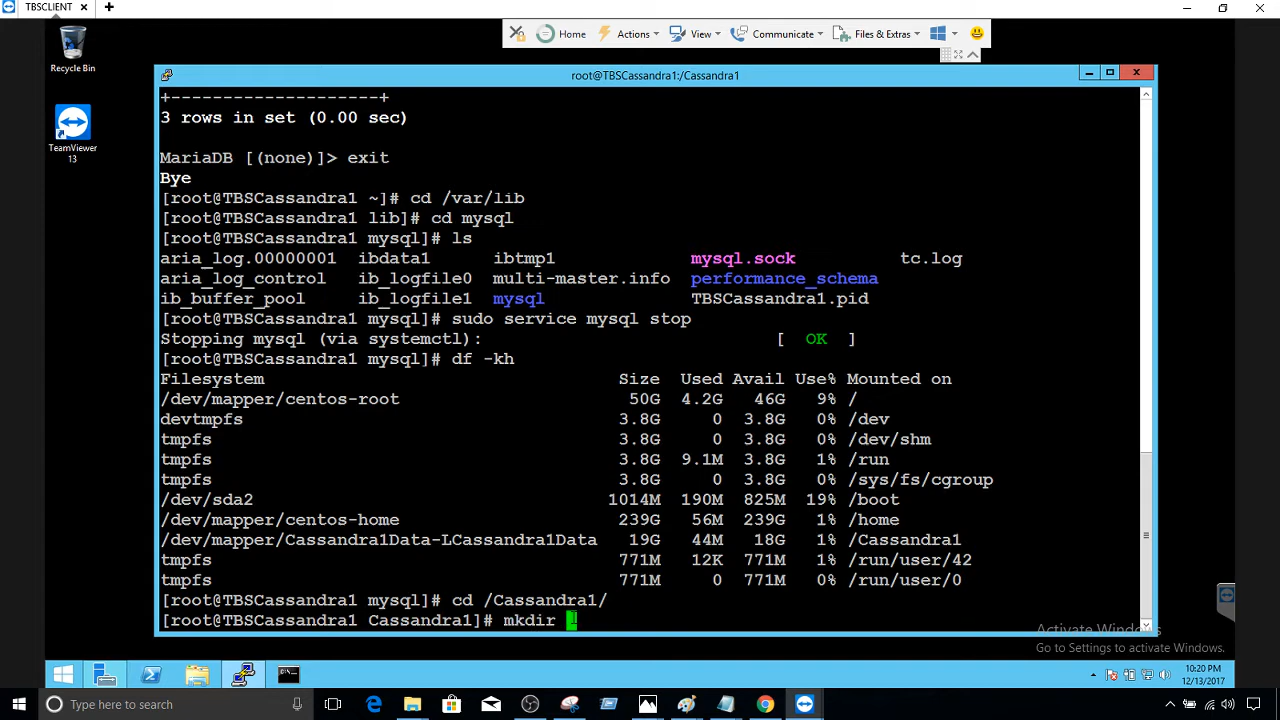 TBSCLIENT
Home Actions View Communicate Files & Extras
Recycle Bin
TeamViewer
13
root@TBSCassandra1:/Cassandra1
+--------------------+
3 rows in set (0.00 sec)
MariaDB [(none)]> exit
Bye
[root@TBSCassandra1 ~]# cd /var/lib
[root@TBSCassandra1 lib]# cd mysql
[root@TBSCassandra1 mysql]# ls
aria_log.00000001 ibdata1 ibtmp1 mysql.sock tc.log
aria_log_control ib_logfile0 multi-master.info performance_schema
ib_buffer_pool ib_logfile1 mysql TBSCassandra1.pid
[root@TBSCassandra1 mysql]# sudo service mysql stop
Stopping mysql (via systemctl): [ OK ]
[root@TBSCassandra1 mysql]# df -kh
Filesystem Size Used Avail Use% Mounted on
/dev/mapper/centos-root 50G 4.2G 46G 9% /
devtmpfs 3.8G 0 3.8G 0% /dev
tmpfs 3.8G 0 3.8G 0% /dev/shm
tmpfs 3.8G 9.1M 3.8G 1% /run
tmpfs 3.8G 0 3.8G 0% /sys/fs/cgroup
/dev/sda2 1014M 190M 825M 19% /boot
/dev/mapper/centos-home 239G 56M 239G 1% /home
/dev/mapper/Cassandra1Data-LCassandra1Data 19G 44M 18G 1% /Cassandra1
tmpfs 771M 12K 771M 1% /run/user/42
tmpfs 771M 0 771M 0% /run/user/0
[root@TBSCassandra1 mysql]# cd /Cassandra1/
[root@TBSCassandra1 Cassandra1]# mkdir
Activate Windows
Go to Settings to activate Windows.
10:20 PM
12/13/2017
Type here to search